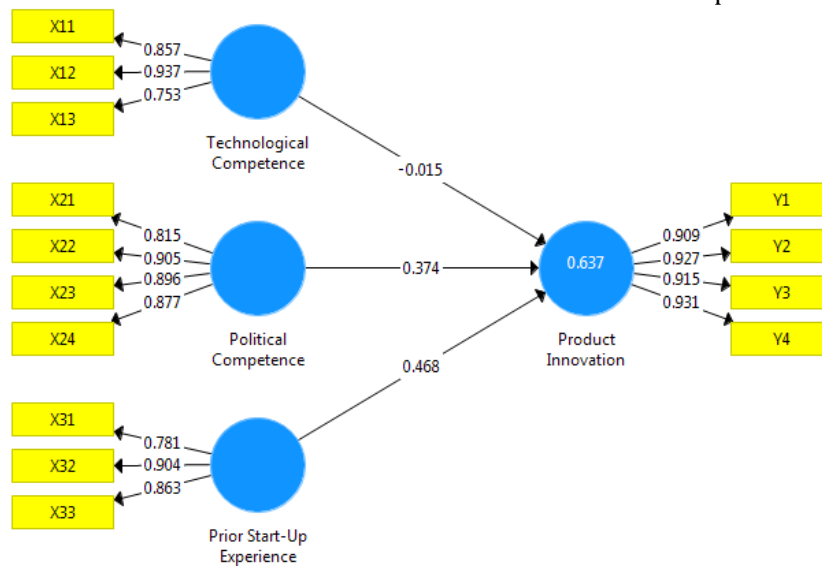 X11
0.857
X12
0.937
0.753
X13
Technological
Competence
-0.015
X21
0.815
X22
0.905
0.896
X23
0.877
X24
Political
Competence
0.374
X31
0.781
X32
0.904
0.863
X33
Prior Start-Up
Experience
0.468
0.637
Product
Innovation
Y1
0.909
Y2
0.927
0.915
Y3
0.931
Y4